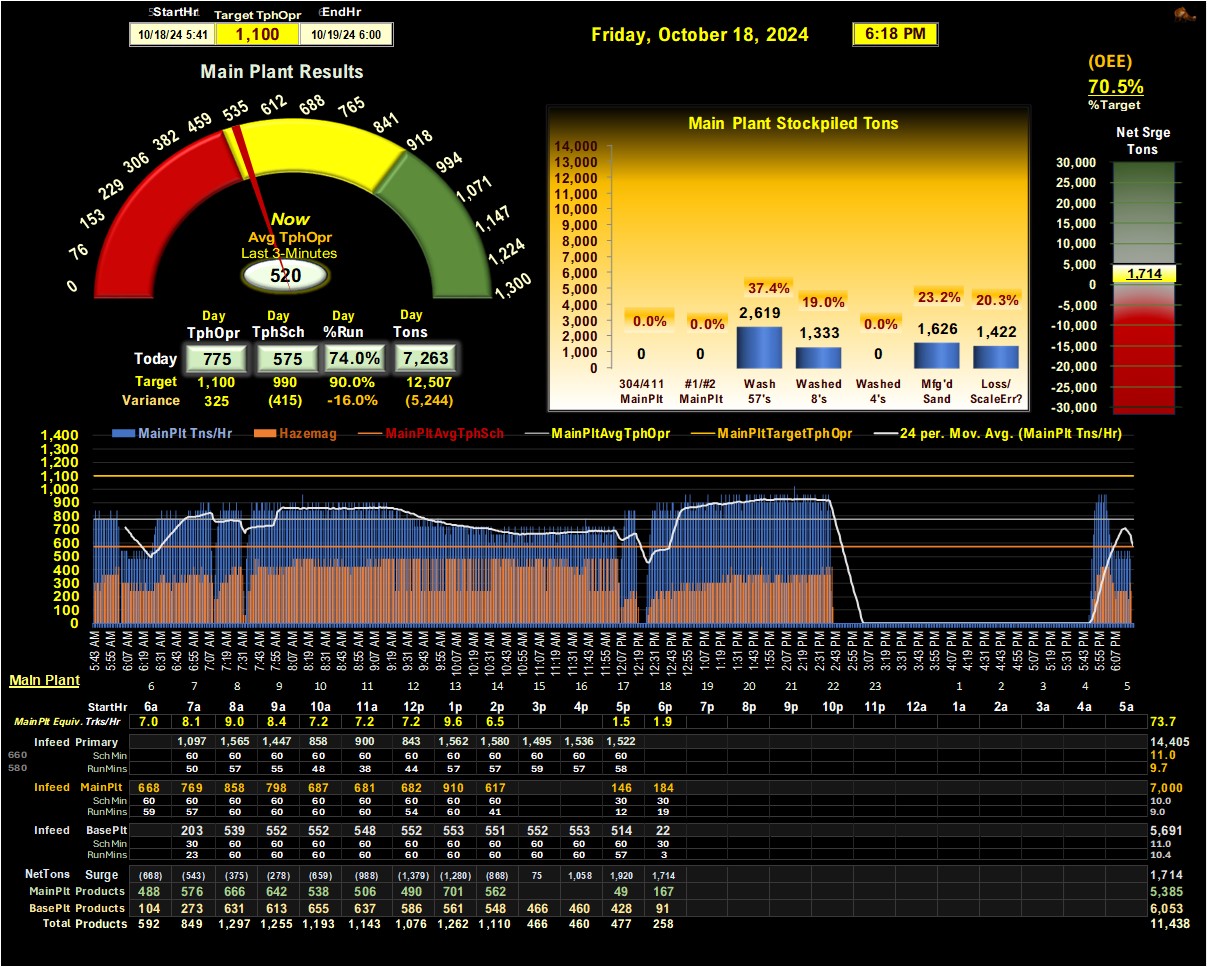 StartHr Target TphOpr EndHr
10/18/24 5:41 1,100 10/19/24 6:00
Friday, October 18, 2024 6:18 PM
(OEE)
70.5%
%Target
Main Plant Results
0 76 153 229 306 382 459 535 612 688 765 841 918 994 1,071 1,147 1,224 1,300
Now
Avg TphOpr
Last 3-Minutes
520
Day Day Day Day
TphOpr TphSch %Run Tons
Today 775 575 74.0% 7,263
Target 1,100 990 90.0% 12,507
Variance 325 (415) -16.0% (5,244)
Main Plant Stockpiled Tons
14,000
13,000
12,000
11,000
10,000
9,000
8,000
7,000
6,000
5,000
4,000
3,000
2,000
1,000
0
0.0% 0.0% 37.4% 19.0% 0.0% 23.2% 20.3%
0 0 2,619 1,333 0 1,626 1,422
304/411 #1/#2 Wash Washed Washed Mfg'd Loss/
MainPlt MainPlt 57's 8's 4's Sand ScaleErr?
Net Srge
Tons
30,000
25,000
20,000
15,000
10,000
5,000
1,714
0
-5,000
-10,000
-15,000
-20,000
-25,000
-30,000
MainPlt Tns/Hr Hazemag MainPltAvgTphSch MainPltAvgTphOpr MainPltTargetTphOpr 24 per. Mov. Avg. (MainPlt Tns/Hr)
1,400
1,300
1,200
1,100
1,000
900
800
700
600
500
400
300
200
100
0
5:43 AM 5:55 AM 6:07 AM 6:19 AM 6:31 AM 6:43 AM 6:55 AM 7:07 AM 7:19 AM 7:31 AM 7:43 AM 7:55 AM 8:07 AM 8:19 AM 8:31 AM 8:43 AM 8:55 AM 9:07 AM 9:19 AM 9:31 AM 9:43 AM 9:55 AM 10:07 AM 10:19 AM 10:31 AM 10:43 AM 10:55 AM 11:07 AM 11:19 AM 11:31 AM 11:43 AM 11:55 AM 12:07 PM 12:19 PM 12:31 PM 12:43 PM 12:55 PM 1:07 PM 1:19 PM 1:31 PM 1:43 PM 1:55 PM 2:07 PM 2:19 PM 2:31 PM 2:43 PM 2:55 PM 3:07 PM 3:19 PM 3:31 PM 3:43 PM 3:55 PM 4:07 PM 4:19 PM 4:31 PM 4:43 PM 4:55 PM 5:07 PM 5:19 PM 5:31 PM 5:43 PM 5:55 PM 6:07 PM
Main Plant
6 7 8 9 10 11 12 13 14 15 16 17 18 19 20 21 22 23 1 2 3 4 5
StartHr 6a 7a 8a 9a 10a 11a 12p 1p 2p 3p 4p 5p 6p 7p 8p 9p 10p 11p 12a 1a 2a 3a 4a 5a
MainPlt Equiv. Trks/Hr 7.0 8.1 9.0 8.4 7.2 7.2 7.2 9.6 6.5 1.5 1.9 73.7
Infeed Primary 1,097 1,565 1,447 858 900 843 1,562 1,580 1,495 1,536 1,522 14,405
660 SchMin 60 60 60 60 60 60 60 60 60 60 60 11.0
580 RunMins 50 57 55 48 38 44 57 57 59 57 58 9.7
Infeed MainPlt 668 769 858 798 687 681 682 910 617 146 184 7,000
SchMin 60 60 60 60 60 60 60 60 60 30 30 10.0
RunMins 59 57 60 60 60 60 54 60 41 12 19 9.0
Infeed BasePlt 203 539 552 552 548 552 553 551 552 553 514 22 5,691
SchMin 30 60 60 60 60 60 60 60 60 60 60 30 11.0
RunMins 23 60 60 60 60 60 60 60 60 60 57 3 10.4
NetTons Surge (668) (543) (375) (278) (659) (988) (1,379) (1,280) (868) 75 1,058 1,920 1,714 1,714
MainPlt Products 488 576 666 642 538 506 490 701 562 49 167 5,385
BasePlt Products 104 273 631 613 655 637 586 561 548 466 460 428 91 6,053
Total Products 592 849 1,297 1,255 1,193 1,143 1,076 1,262 1,110 466 460 477 258 11,438